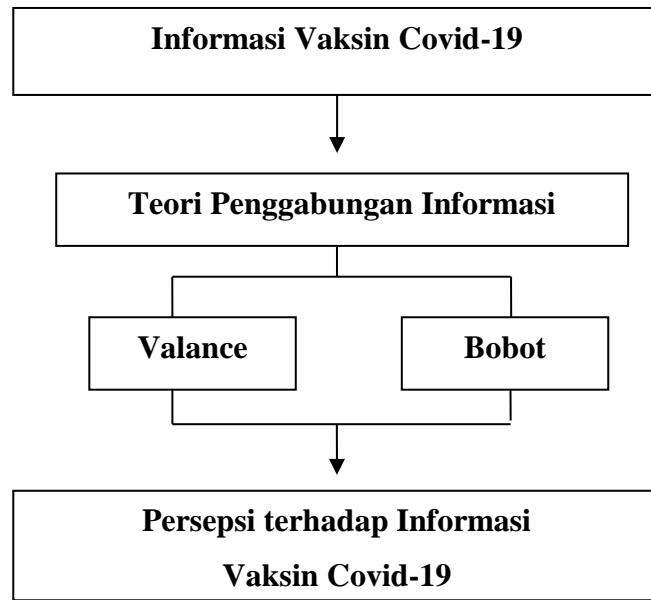 Informasi Vaksin Covid-19
Teori Penggabungan Informasi
Valance
Bobot
Persepsi terhadap Informasi
Vaksin Covid-19